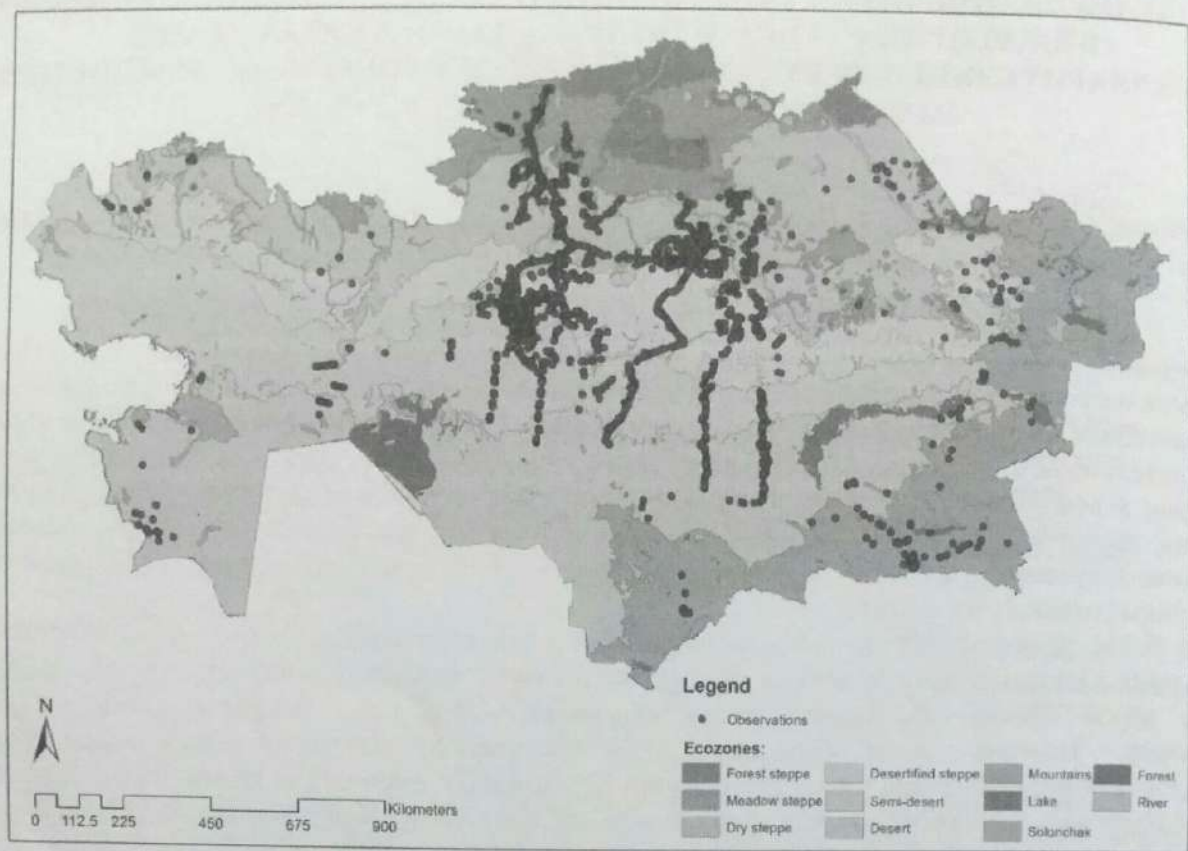 N
Kilometers
0 112.5 225 450 675 900
Legend
Observations
Ecozones:
Forest steppe
Meadow steppe
Dry steppe
Desertified steppe
Semi-desert
Desert
Mountains
Lake
Solonchak
Forest
River